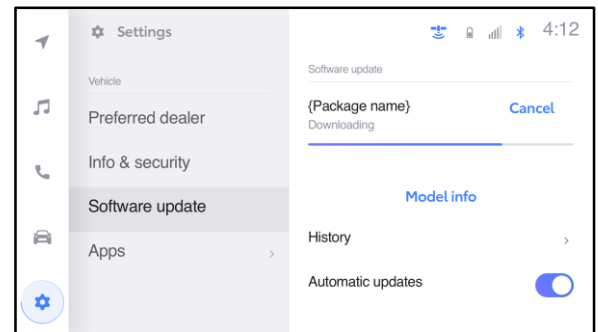 Settings
4:12
Vehicle
Preferred dealer
Info & security
Software update
Apps
Software update
{Package name}
Cancel
Downloading
Model info
History
Automatic updates